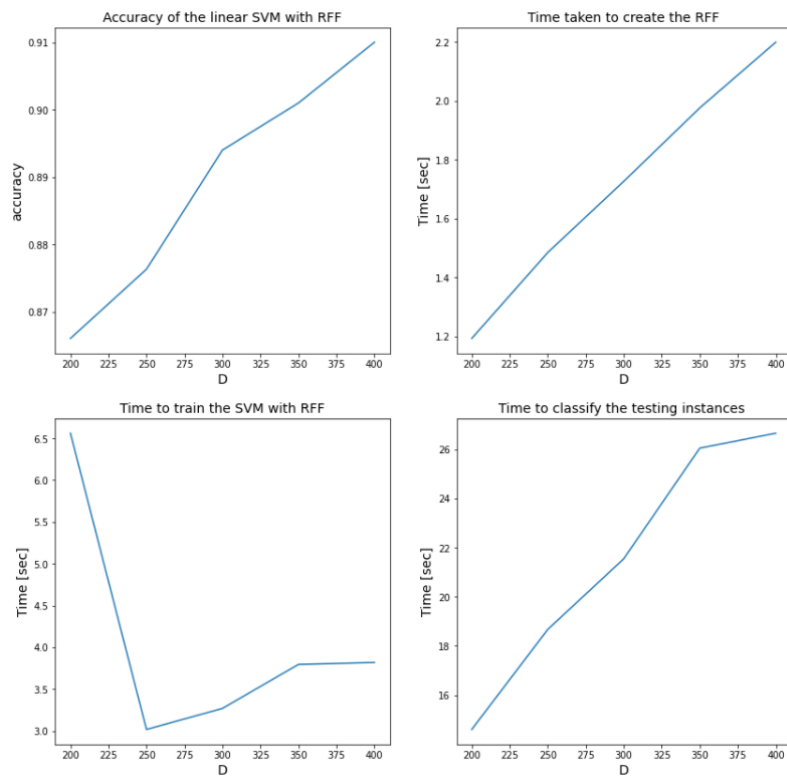 Accuracy of the linear SVM with RFF
accuracy
0.91
0.90
0.89
0.88
0.87
200 225 250 275 300 325 350 375 400
D
Time taken to create the RFF
Time [sec]
2.2
2.0
1.8
1.6
1.4
1.2
200 225 250 275 300 325 350 375 400
D
Time to train the SVM with RFF
Time [sec]
6.5
6.0
5.5
5.0
4.5
4.0
3.5
3.0
200 225 250 275 300 325 350 375 400
D
Time to classify the testing instances
Time [sec]
26
24
22
20
18
16
200 225 250 275 300 325 350 375 400
D